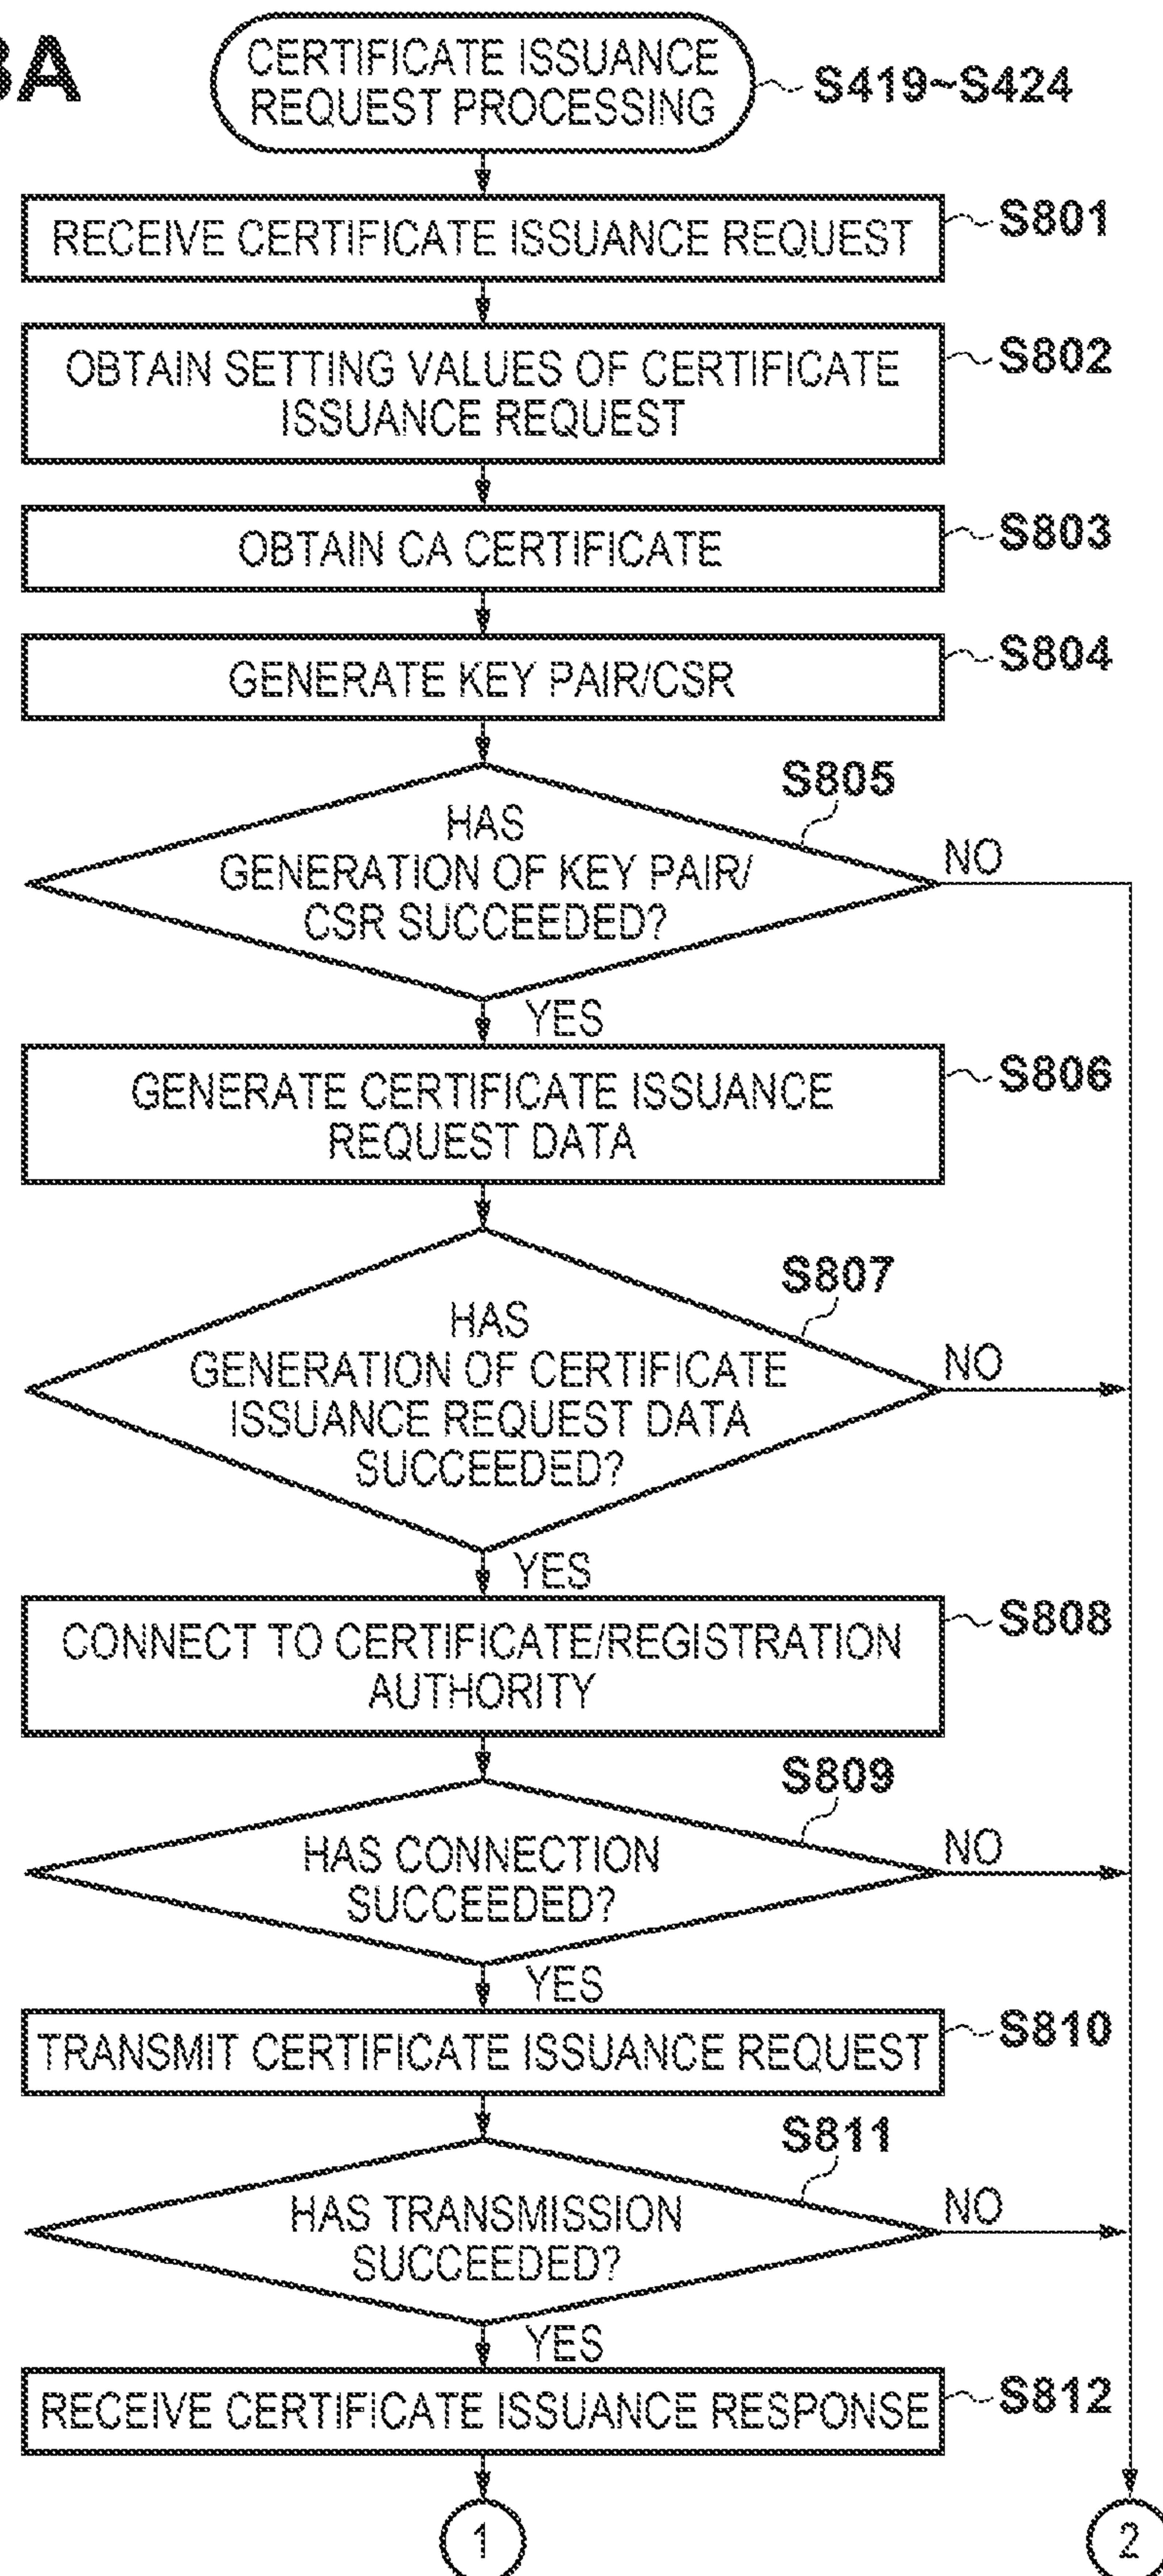 8A
CERTIFICATE ISSUANCE
REQUEST PROCESSING
S419~S424
RECEIVE CERTIFICATE ISSUANCE REQUEST
S801
OBTAIN SETTING VALUES OF CERTIFICATE
ISSUANCE REQUEST
S802
OBTAIN CA CERTIFICATE
S803
GENERATE KEY PAIR/CSR
S804
S805
HAS
GENERATION OF KEY PAIR/
CSR SUCCEEDED?
NO
YES
GENERATE CERTIFICATE ISSUANCE
REQUEST DATA
S806
S807
HAS
GENERATION OF CERTIFICATE
ISSUANCE REQUEST DATA
SUCCEEDED?
NO
YES
CONNECT TO CERTIFICATE/REGISTRATION
AUTHORITY
S808
S809
HAS CONNECTION
SUCCEEDED?
NO
YES
TRANSMIT CERTIFICATE ISSUANCE REQUEST
S810
S811
HAS TRANSMISSION
SUCCEEDED?
NO
YES
RECEIVE CERTIFICATE ISSUANCE RESPONSE
S812
1
2